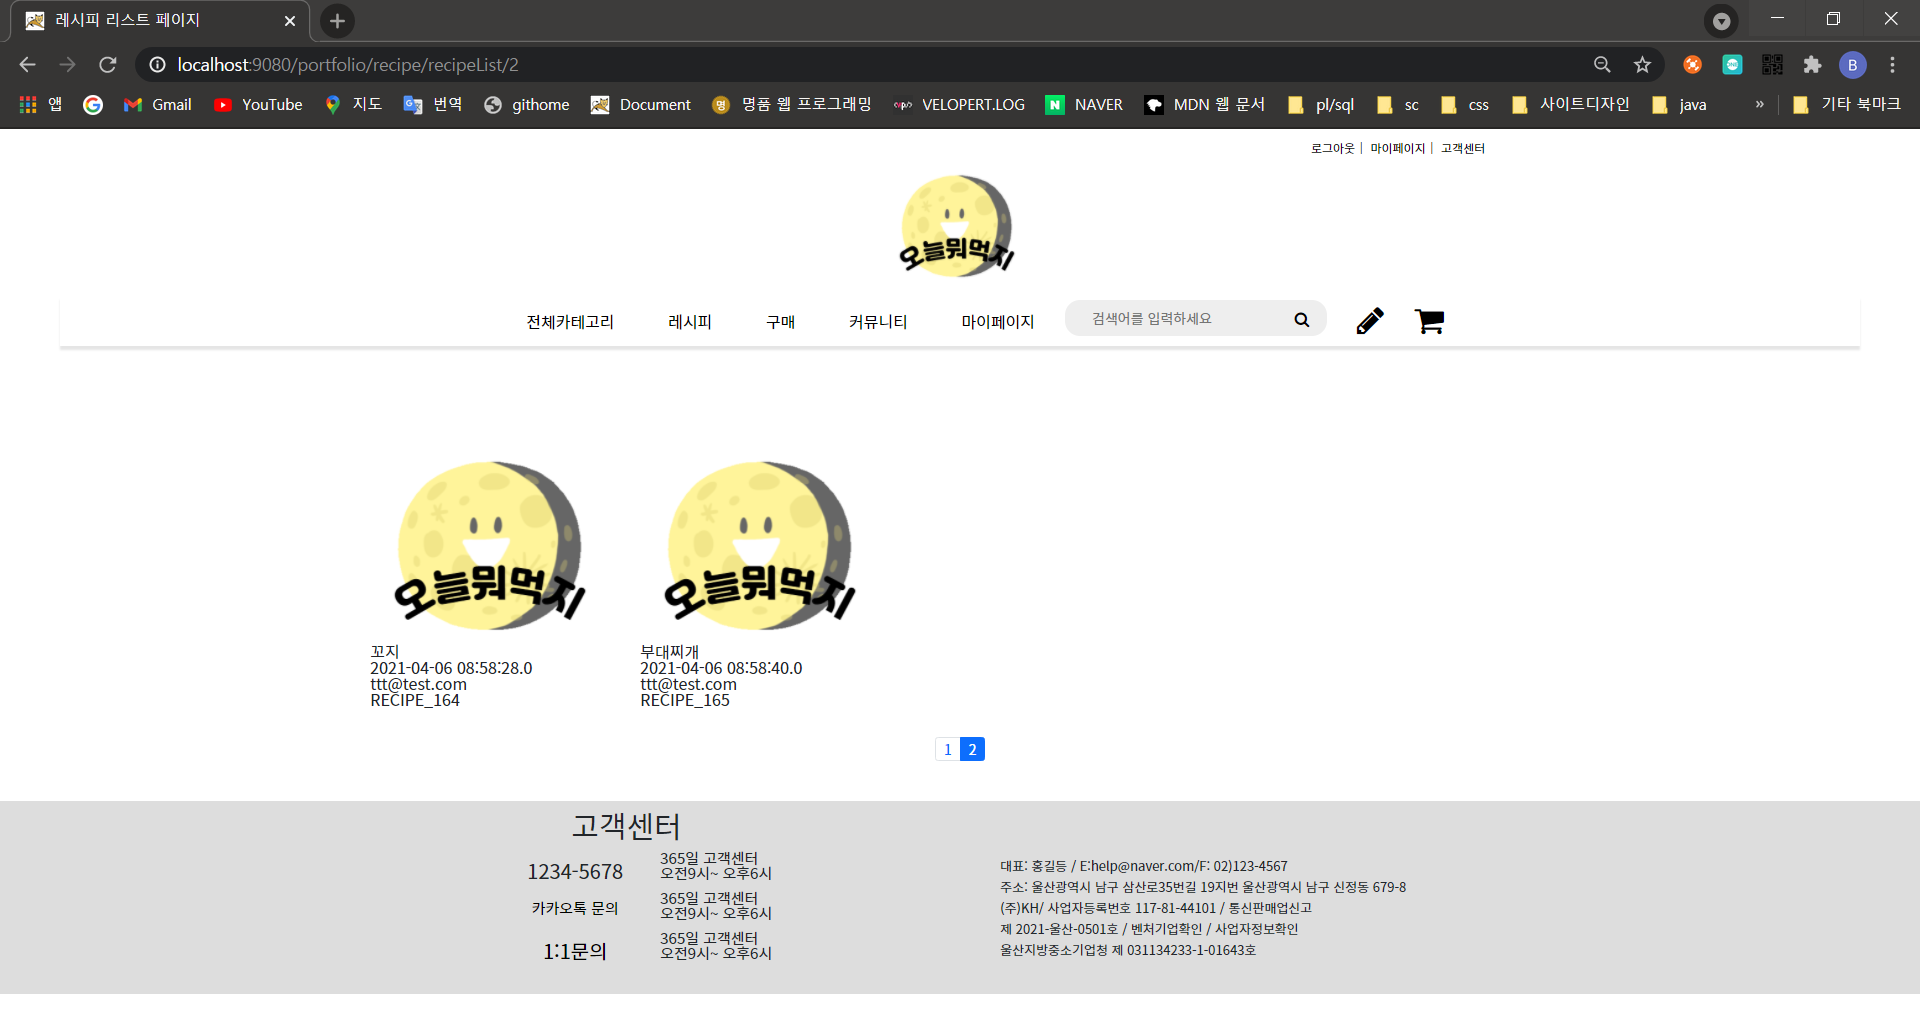 레시피 리스트 페이지
localhost:9080/portfolio/recipe/recipeList/2
B
앱 Gmail YouTube 지도 번역 githome Document 명품 웹 프로그래밍 VELOPERT.LOG NAVER MDN 웹 문서 pl/sql sc css 사이트디자인 java » 기타 북마크
로그아웃 | 마이페이지 | 고객센터
오늘뭐먹지
전체카테고리 레시피 구매 커뮤니티 마이페이지 검색어를 입력하세요
오늘뭐먹지
꼬지
2021-04-06 08:58:28.0
ttt@test.com
RECIPE_164
오늘뭐먹지
부대찌개
2021-04-06 08:58:40.0
ttt@test.com
RECIPE_165
1 2
고객센터
1234-5678
365일 고객센터
오전9시~ 오후6시
카카오톡 문의
365일 고객센터
오전9시~ 오후6시
1:1문의
365일 고객센터
오전9시~ 오후6시
대표: 홍길등 / E:help@naver.com/F: 02)123-4567
주소: 울산광역시 남구 삼산로35번길 19지번 울산광역시 남구 신정동 679-8
(주)KH/ 사업자등록번호 117-81-44101 / 통신판매업신고
제 2021-울산-0501호 / 벤처기업확인 / 사업자정보확인
울산지방중소기업청 제 031134233-1-01643호